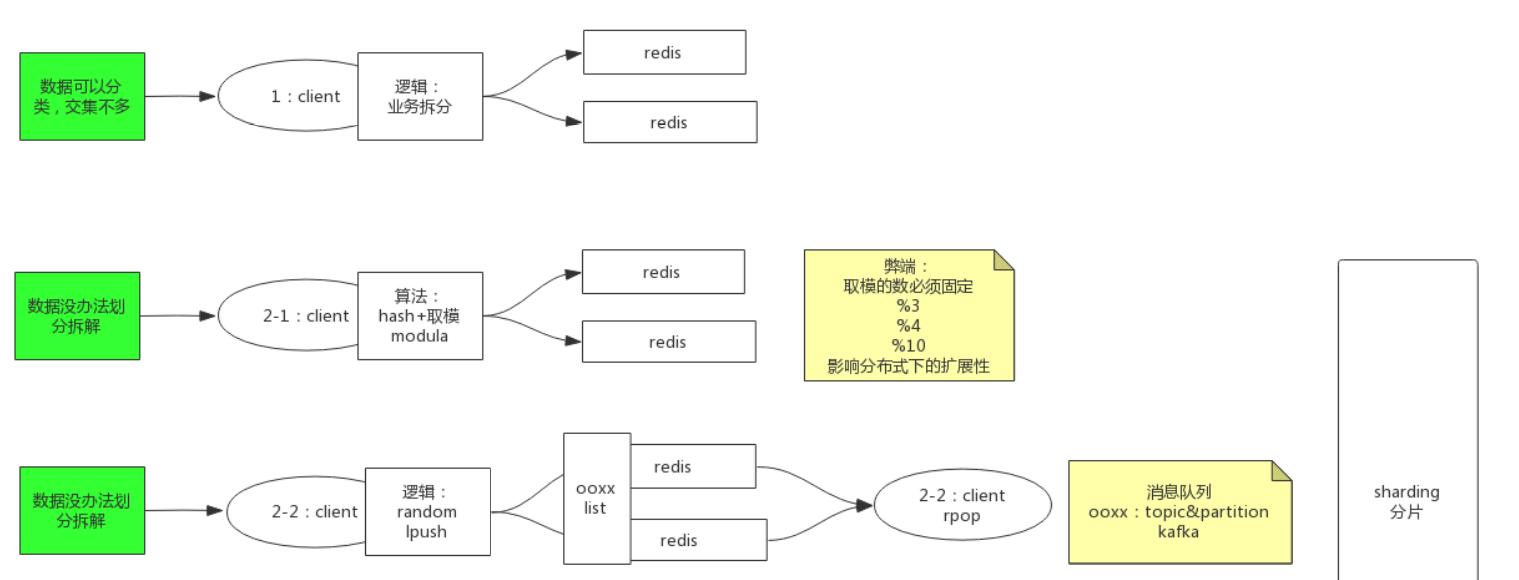 数据可以分
类，交集不多
1：client
逻辑：
业务拆分
redis
redis
数据没办法划
分拆解
2-1：client
算法：
hash+取模
modula
redis
redis
弊端：
取模的数必须固定
%3
%4
%10
影响分布式下的扩展性
数据没办法划
分拆解
2-2：client
逻辑：
random
lpush
ooxx
list
redis
redis
2-2：client
rpop
消息队列
ooxx：topic&partition
kafka
sharding
分片